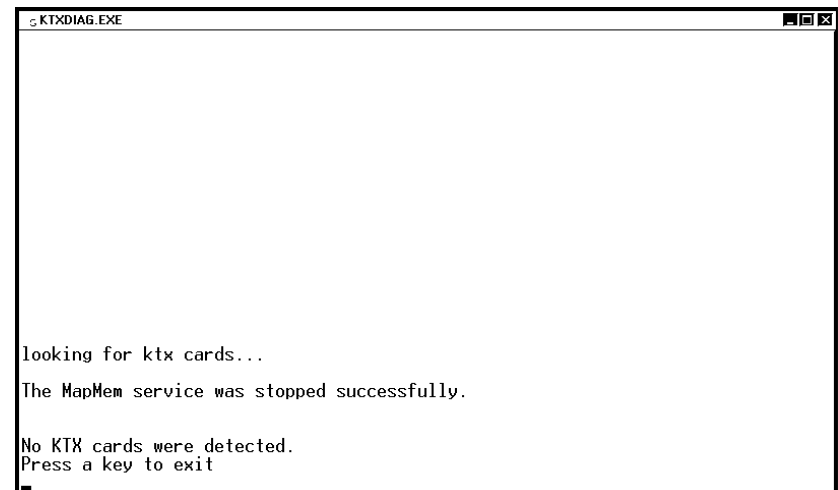 KTXDIAG.EXE
looking for ktx cards...
The MapMem service was stopped successfully.
No KTX cards were detected.
Press a key to exit